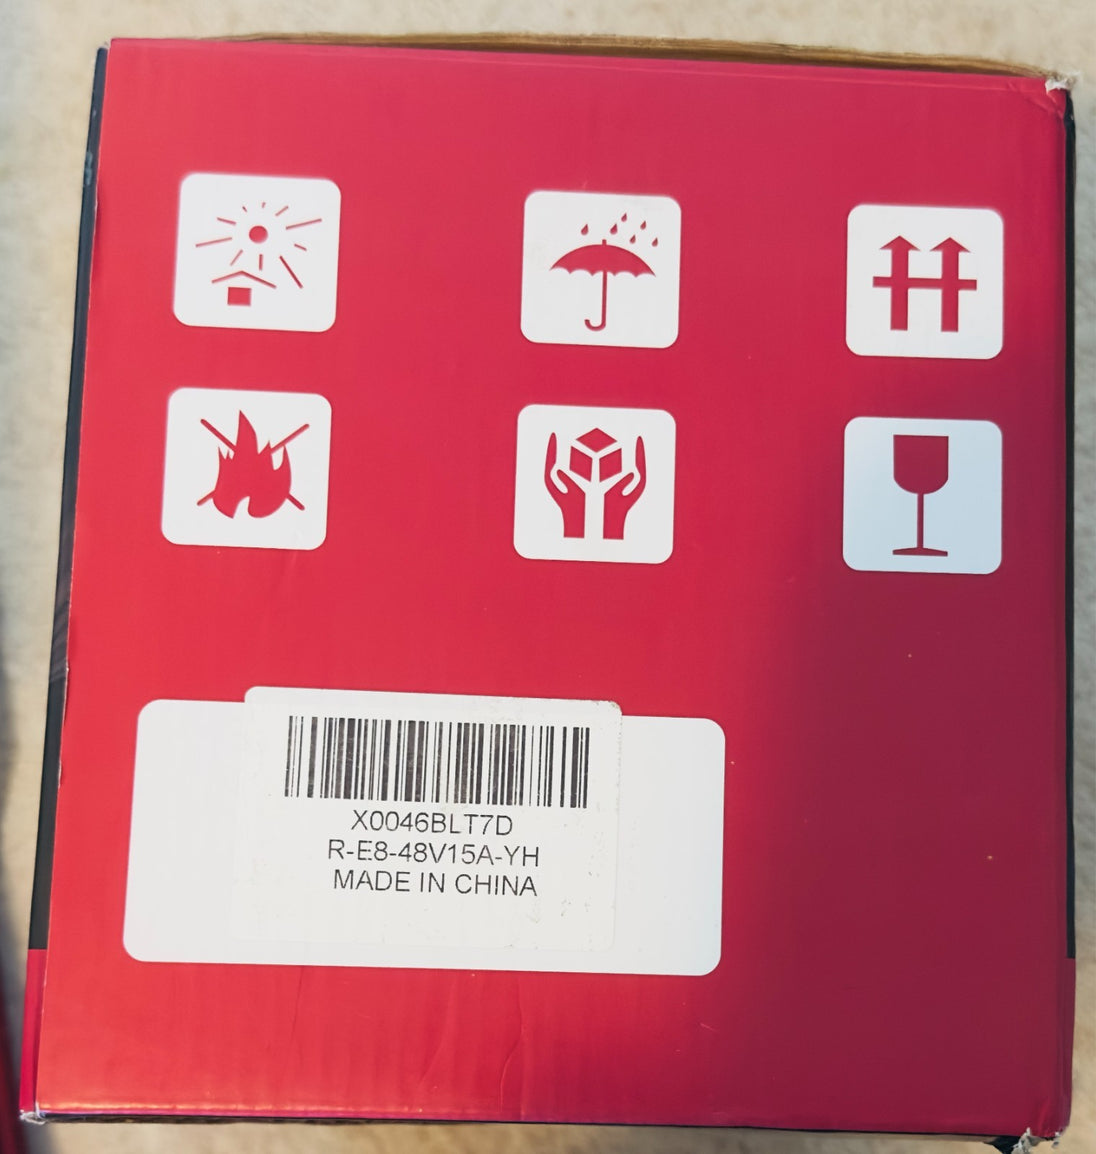 X0046BLT7D
R-E8-48V15A-YH
MADE IN CHINA